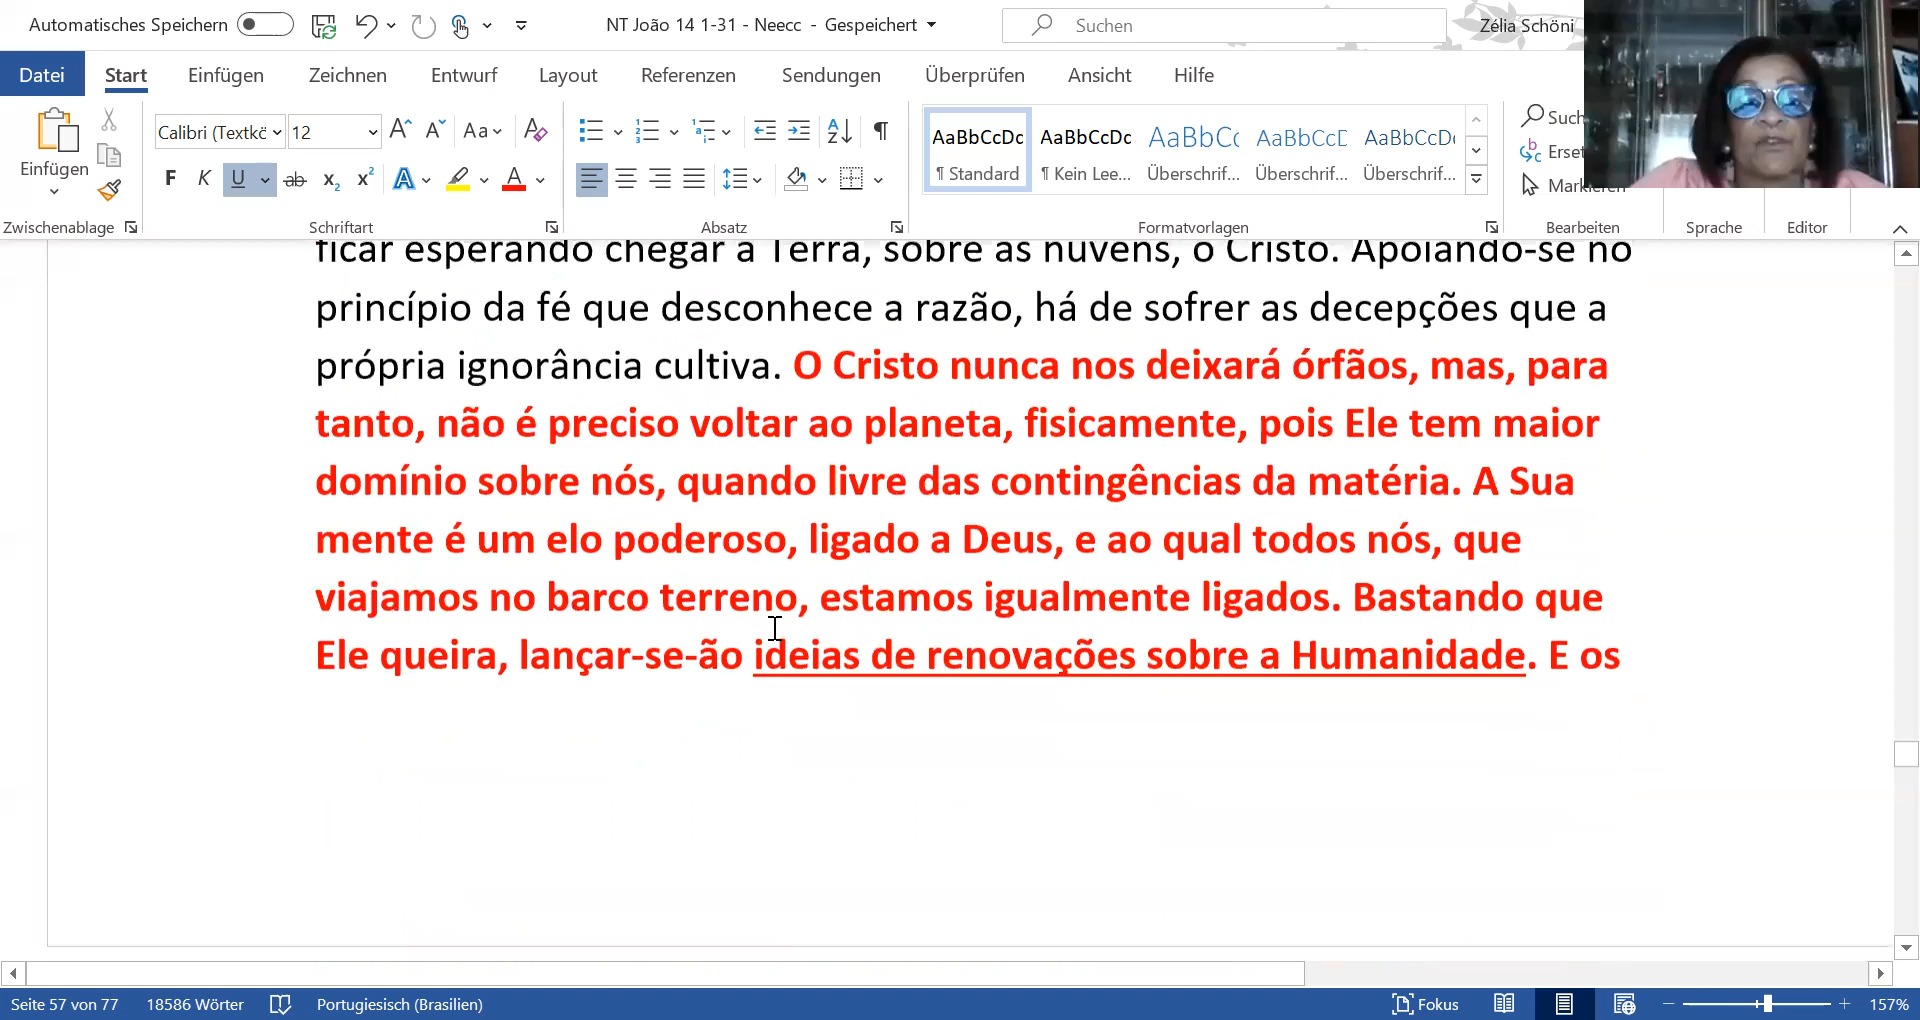 Automatisches Speichern
NT João 14 1-31 - Neecc - Gespeichert
Suchen
Zélia Schöni
Datei
Start
Einfügen
Zeichnen
Entwurf
Layout
Referenzen
Sendungen
Überprüfen
Ansicht
Hilfe
Einfügen
Zwischenablage
Calibri (Textkö
12
F K U ab
Schriftart
Absatz
AaBbCcDc
¶ Standard
AaBbCcDc
¶ Kein Lee...
AaBbCc
Überschrif...
AaBbCcD
Überschrif...
AaBbCcD
Überschrif...
Formatvorlagen
Such
Erset
Markieren
Bearbeiten
Sprache
Editor
ficar esperando chegar à Terra, sobre as nuvens, o Cristo. Apoiando-se no
princípio da fé que desconhece a razão, há de sofrer as decepções que a
própria ignorância cultiva. O Cristo nunca nos deixará órfãos, mas, para
tanto, não é preciso voltar ao planeta, fisicamente, pois Ele tem maior
domínio sobre nós, quando livre das contingências da matéria. A Sua
mente é um elo poderoso, ligado a Deus, e ao qual todos nós, que
viajamos no barco terreno, estamos igualmente ligados. Bastando que
Ele queira, lançar-se-ão ideias de renovações sobre a Humanidade. E os
Seite 57 von 77
18586 Wörter
Portugiesisch (Brasilien)
Fokus
157%